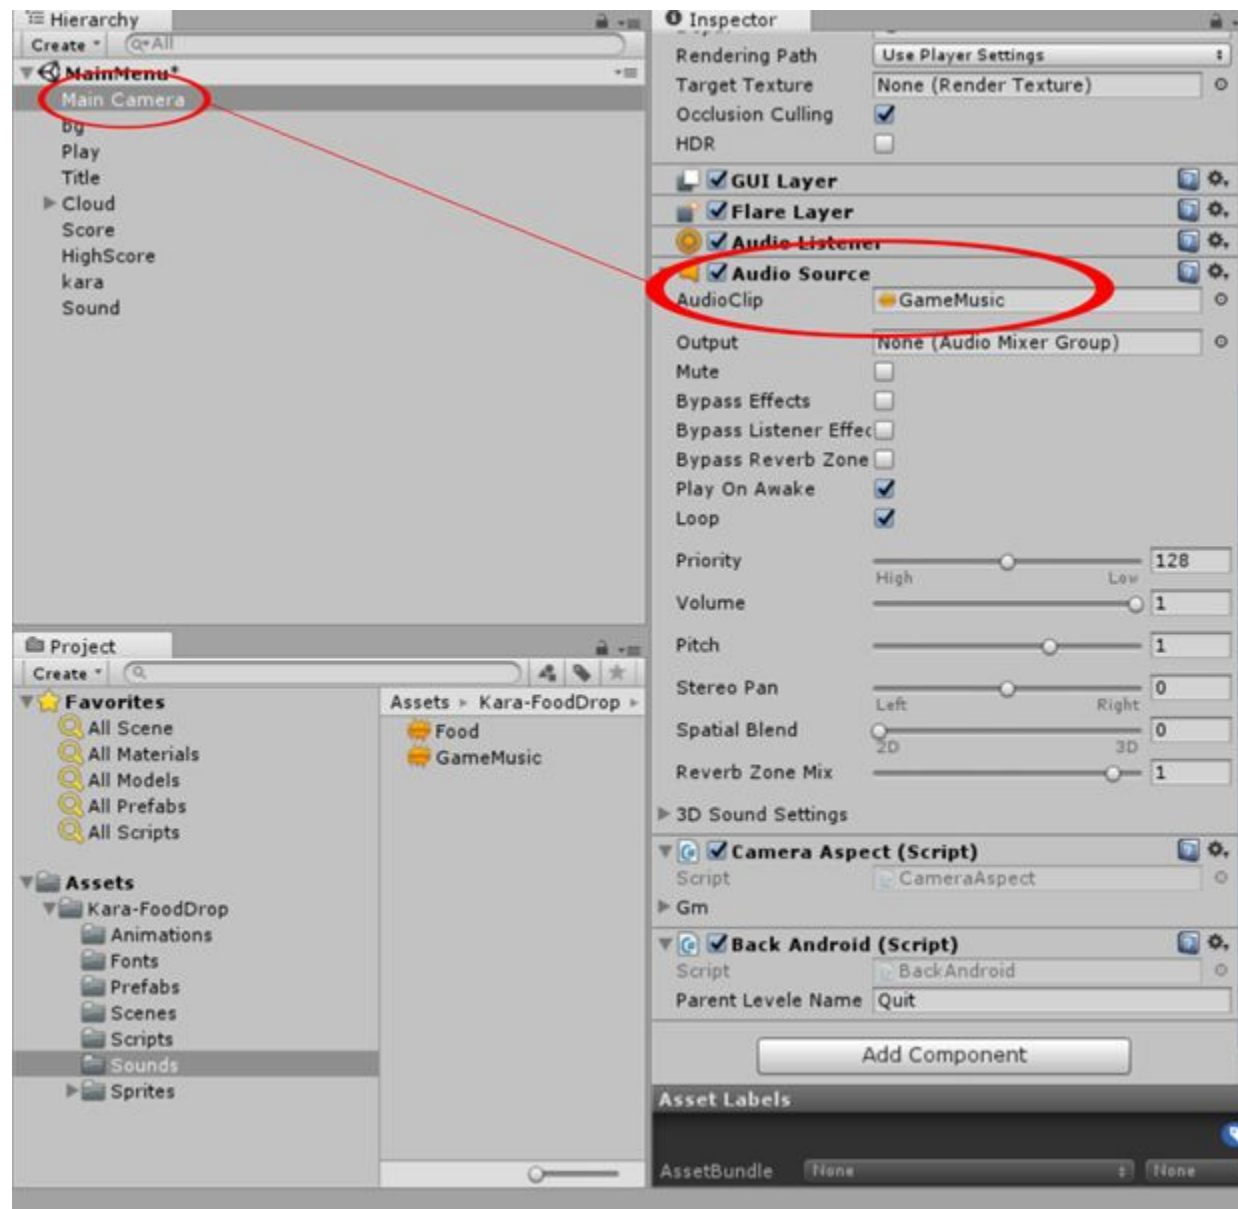 Hierarchy
Create
All
MainMenu*
Main Camera
bg
Play
Title
Cloud
Score
HighScore
kara
Sound
Project
Create
Favorites
All Scene
All Materials
All Models
All Prefabs
All Scripts
Assets
Kara-FoodDrop
Animations
Fonts
Prefabs
Scenes
Scripts
Sounds
Sprites
Assets ▸ Kara-FoodDrop ▸
Food
GameMusic
Inspector
Rendering Path Use Player Settings
Target Texture None (Render Texture)
Occlusion Culling
HDR
GUI Layer
Flare Layer
Audio Listener
Audio Source
AudioClip GameMusic
Output None (Audio Mixer Group)
Mute
Bypass Effects
Bypass Listener Effec
Bypass Reverb Zone
Play On Awake
Loop
Priority 128
High Low
Volume 1
Pitch 1
Stereo Pan 0
Left Right
Spatial Blend 0
2D 3D
Reverb Zone Mix 1
3D Sound Settings
Camera Aspect (Script)
Script CameraAspect
Gm
Back Android (Script)
Script BackAndroid
Parent Levele Name Quit
Add Component
Asset Labels
AssetBundle None None